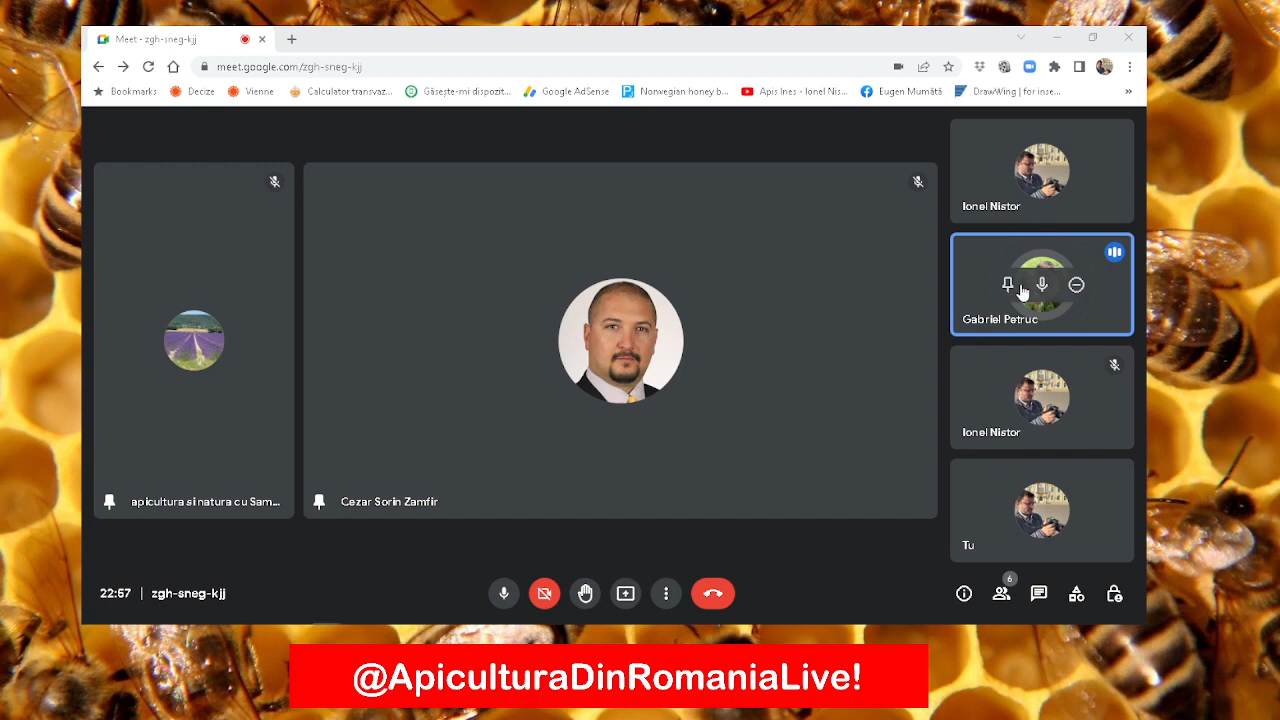 Meet - zgh-sneg-kjj
meet.google.com/zgh-sneg-kjj
Bookmarks
Decize
Vienne
Calculator transvaz...
Găsește-mi dispozit...
Google AdSense
Norwegian honey b...
Apis Ines - Ionel Nis...
Eugen Mumătă
DrawWing | for inse...
»
Ionel Nistor
Gabriel Petruc
Ionel Nistor
apicultura si natura cu Sam...
Cezar Sorin Zamfir
Tu
22:57 | zgh-sneg-kjj
6
@ApiculturaDinRomaniaLive!